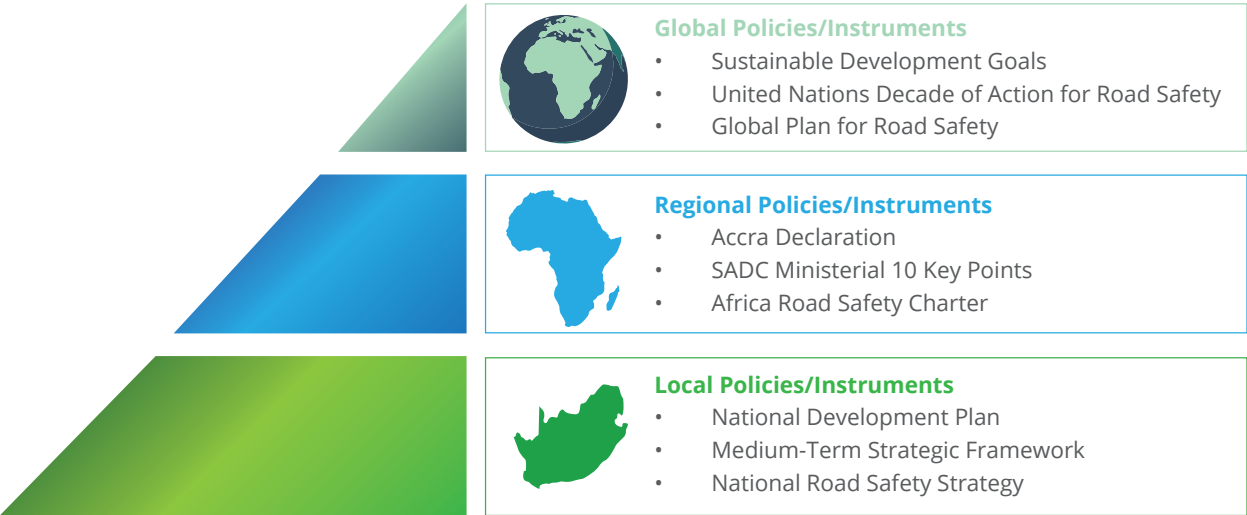 Global Policies/Instruments
• Sustainable Development Goals
• United Nations Decade of Action for Road Safety
• Global Plan for Road Safety
Regional Policies/Instruments
• Accra Declaration
• SADC Ministerial 10 Key Points
• Africa Road Safety Charter
Local Policies/Instruments
• National Development Plan
• Medium-Term Strategic Framework
• National Road Safety Strategy